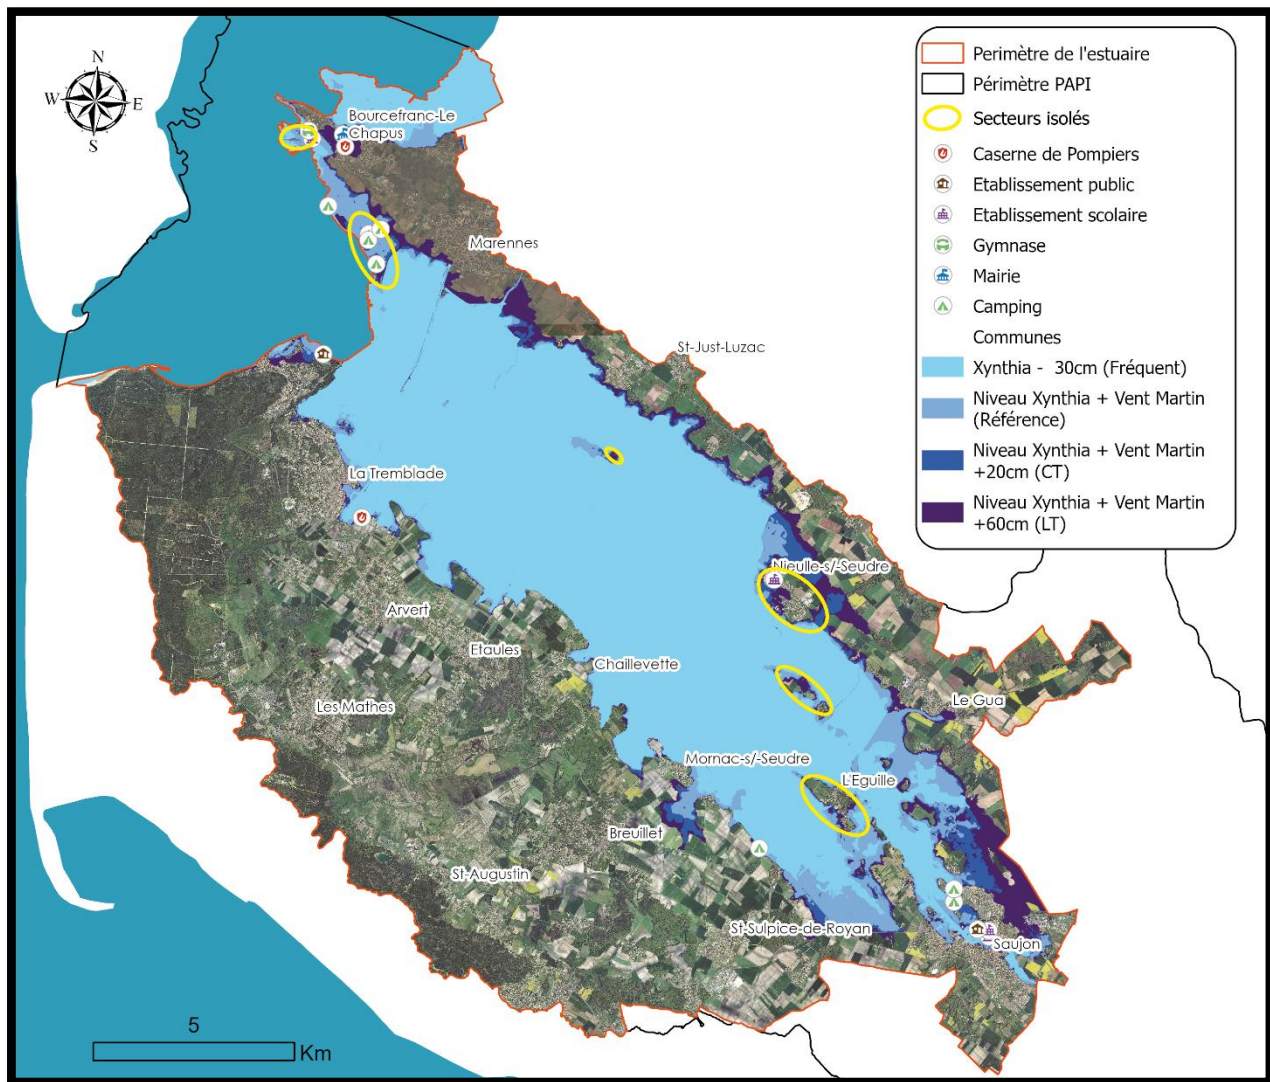 N
W
E
S
Bourcefranc-Le
Chapus
Marennes
St-Just-Luzac
La Tremblade
Nieulle-s/-Seudre
Arvert
Etaules
Chaillevette
Les Mathes
Le Gua
Mornac-s/-Seudre
L'Eguille
Breuillet
St-Augustin
St-Sulpice-de-Royan
Saujon
5
Km
Perimètre de l'estuaire
Périmètre PAPI
Secteurs isolés
Caserne de Pompiers
Etablissement public
Etablissement scolaire
Gymnase
Mairie
Camping
Communes
Xynthia - 30cm (Fréquent)
Niveau Xynthia + Vent Martin
(Référence)
Niveau Xynthia + Vent Martin
+20cm (CT)
Niveau Xynthia + Vent Martin
+60cm (LT)